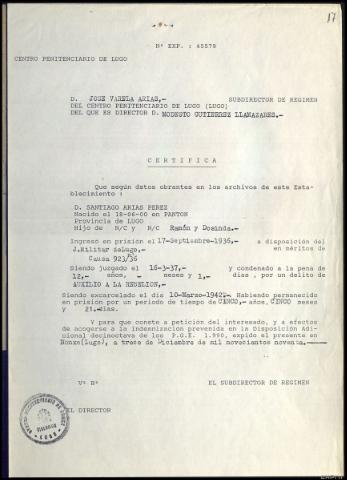 17
Nº EXP. : 45579
CENTRO PENITENCIARIO DE LUGO
D. JOSE VARELA ARIAS,- SUBDIRECTOR DE REGIMEN
DEL CENTRO PENITENCIARIO DE LUGO (LUGO)
DEL QUE ES DIRECTOR D. MODESTO GUTIERREZ LLAMAZARES.-
C E R T I F I C A
Que según datos obrantes en los archivos de este Esta-
blecimiento :
D. SANTIAGO ARIAS PEREZ
Nacido el 18-06-00 en PANTON
Provincia de LUGO
Hijo de N/C y N/C Ramón y Dosinda.-
Ingreso en prisión el 17-Septiembre-1936,- a disposición del
J.Militar deLugo.- en méritos de
Causa 923/36
Siendo juzgado el 16-3-37,- y condenado a la pena de
12,- años, - meses y 1,- días , por un delito de
AUXILIO A LA REBELION,-
Siendo excarcelado el día 10-Marzo-1942,- Habiendo permanecido
en prisión por un período de tiempo de CINCO,- años, CINCO meses
y 21.días.
Y para que conste a petición del interesado, y a efectos
de acogerse a la indemnización prevenida en la Disposición Adi-
cional decimoctava de los P.G.E. 1.990, expido el presente en
Bonxe(Lugo), a trece de Diciembre de mil novecientos noventa.-
Vº Bº EL SUBDIRECTOR DE REGIMEN
EL DIRECTOR
LUGO